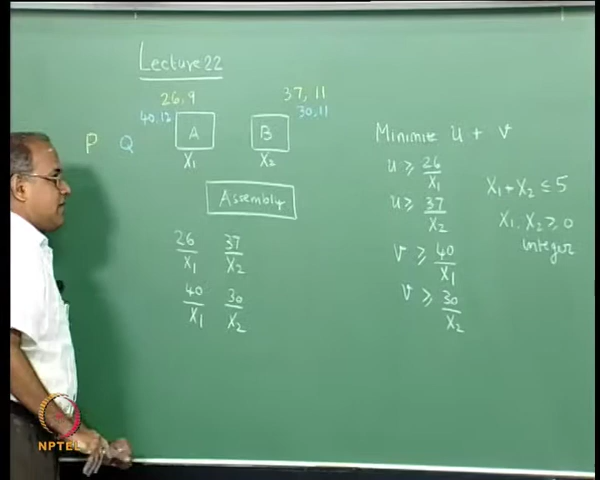 Lecture 22
26, 9
37, 11
40, 12
30, 11
P Q
A
B
X₁
X₂
Assembly
26/X₁ 37/X₂
40/X₁ 30/X₂
Minimize u + v
u ≥ 26/X₁
u ≥ 37/X₂
v ≥ 40/X₁
v ≥ 30/X₂
X₁ + X₂ ≤ 5
X₁, X₂ ≥ 0
integer
NPTEL